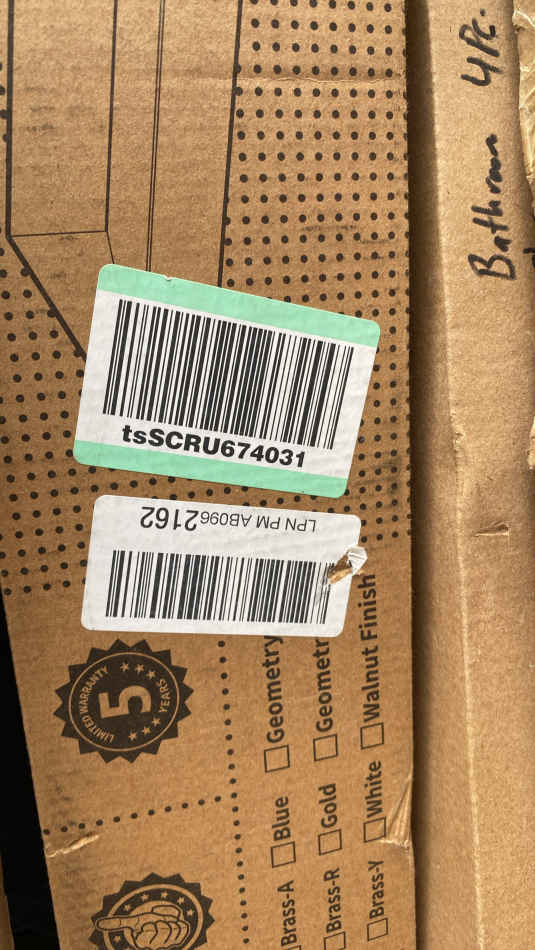 Bathroom 4Pc.
tsSCRU674031
LPN PM AB0962162
LIMITED WARRANTY
5
YEARS
Brass-A Blue Geometry
Brass-R Gold
Brass-Y White Walnut Finish